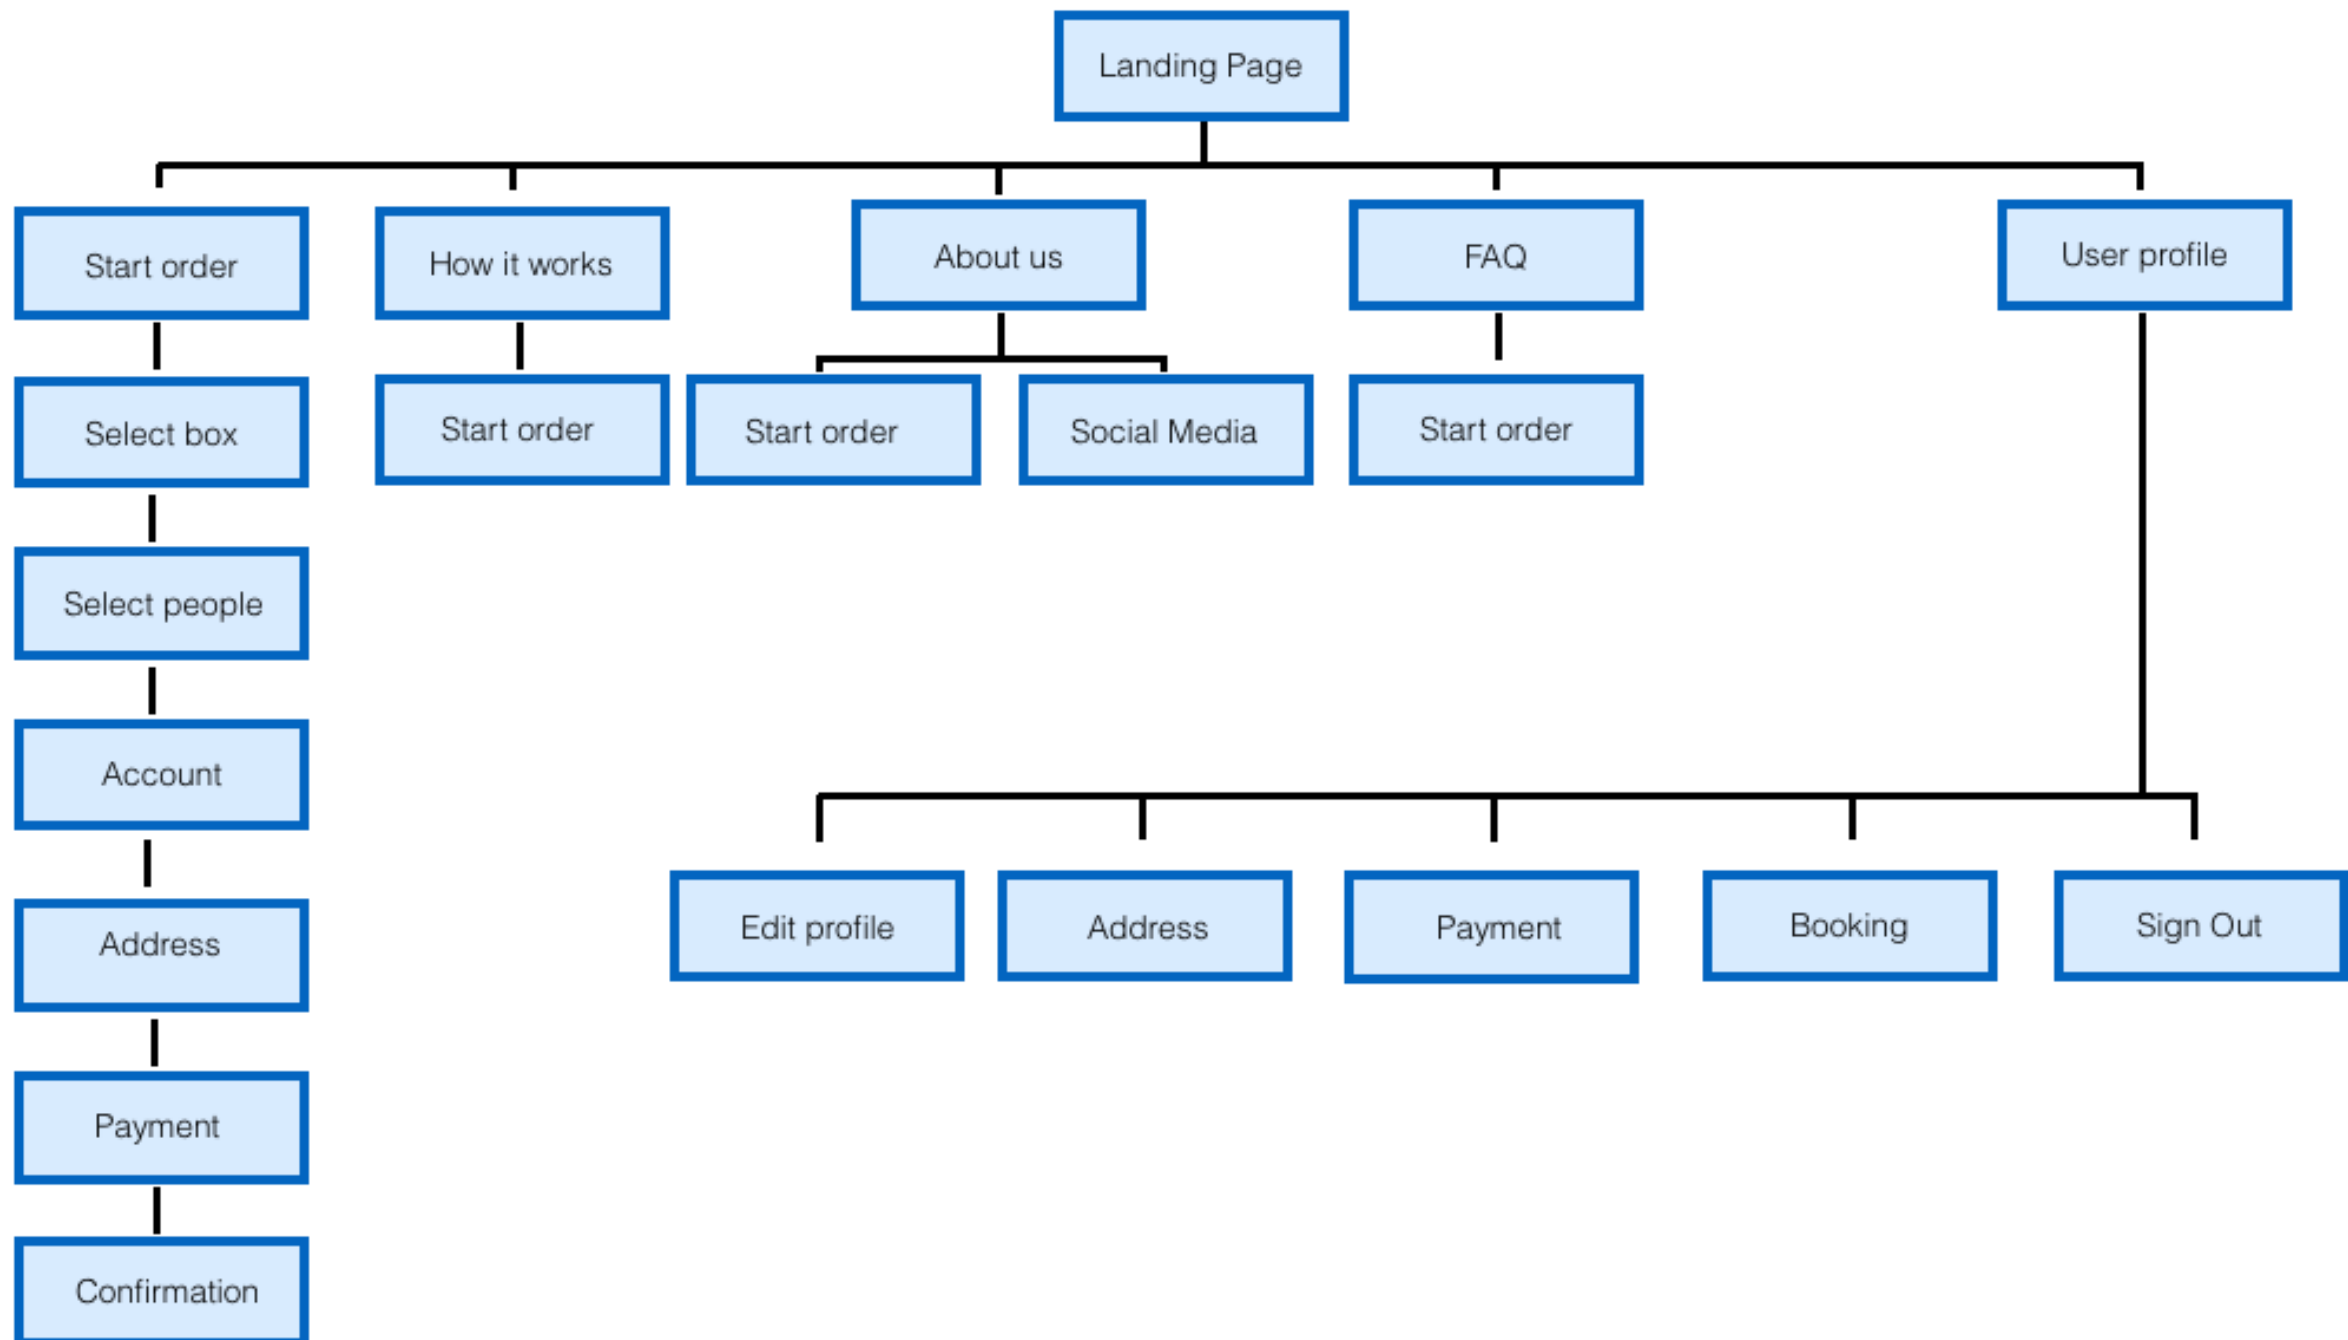 Landing Page
Start order
How it works
About us
FAQ
User profile
Select box
Start order
Start order
Social Media
Start order
Select people
Account
Address
Edit profile
Address
Payment
Booking
Sign Out
Payment
Confirmation